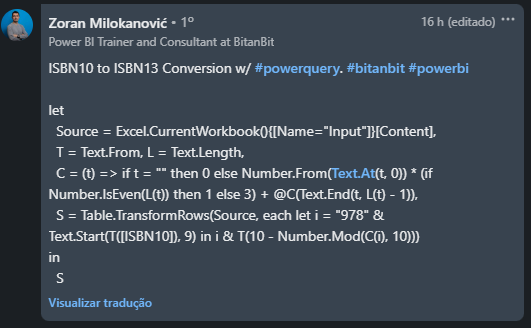 Zoran Milokanović • 1º
16 h (editado) •••
Power BI Trainer and Consultant at BitanBit
ISBN10 to ISBN13 Conversion w/ #powerquery. #bitanbit #powerbi
let
Source = Excel.CurrentWorkbook(){[Name="Input"]}[Content],
T = Text.From, L = Text.Length,
C = (t) => if t = "" then 0 else Number.From(Text.At(t, 0)) * (if
Number.IsEven(L(t)) then 1 else 3) + @C(Text.End(t, L(t) - 1)),
S = Table.TransformRows(Source, each let i = "978" &
Text.Start(T([ISBN10]), 9) in i & T(10 - Number.Mod(C(i), 10)))
in
S
Visualizar tradução